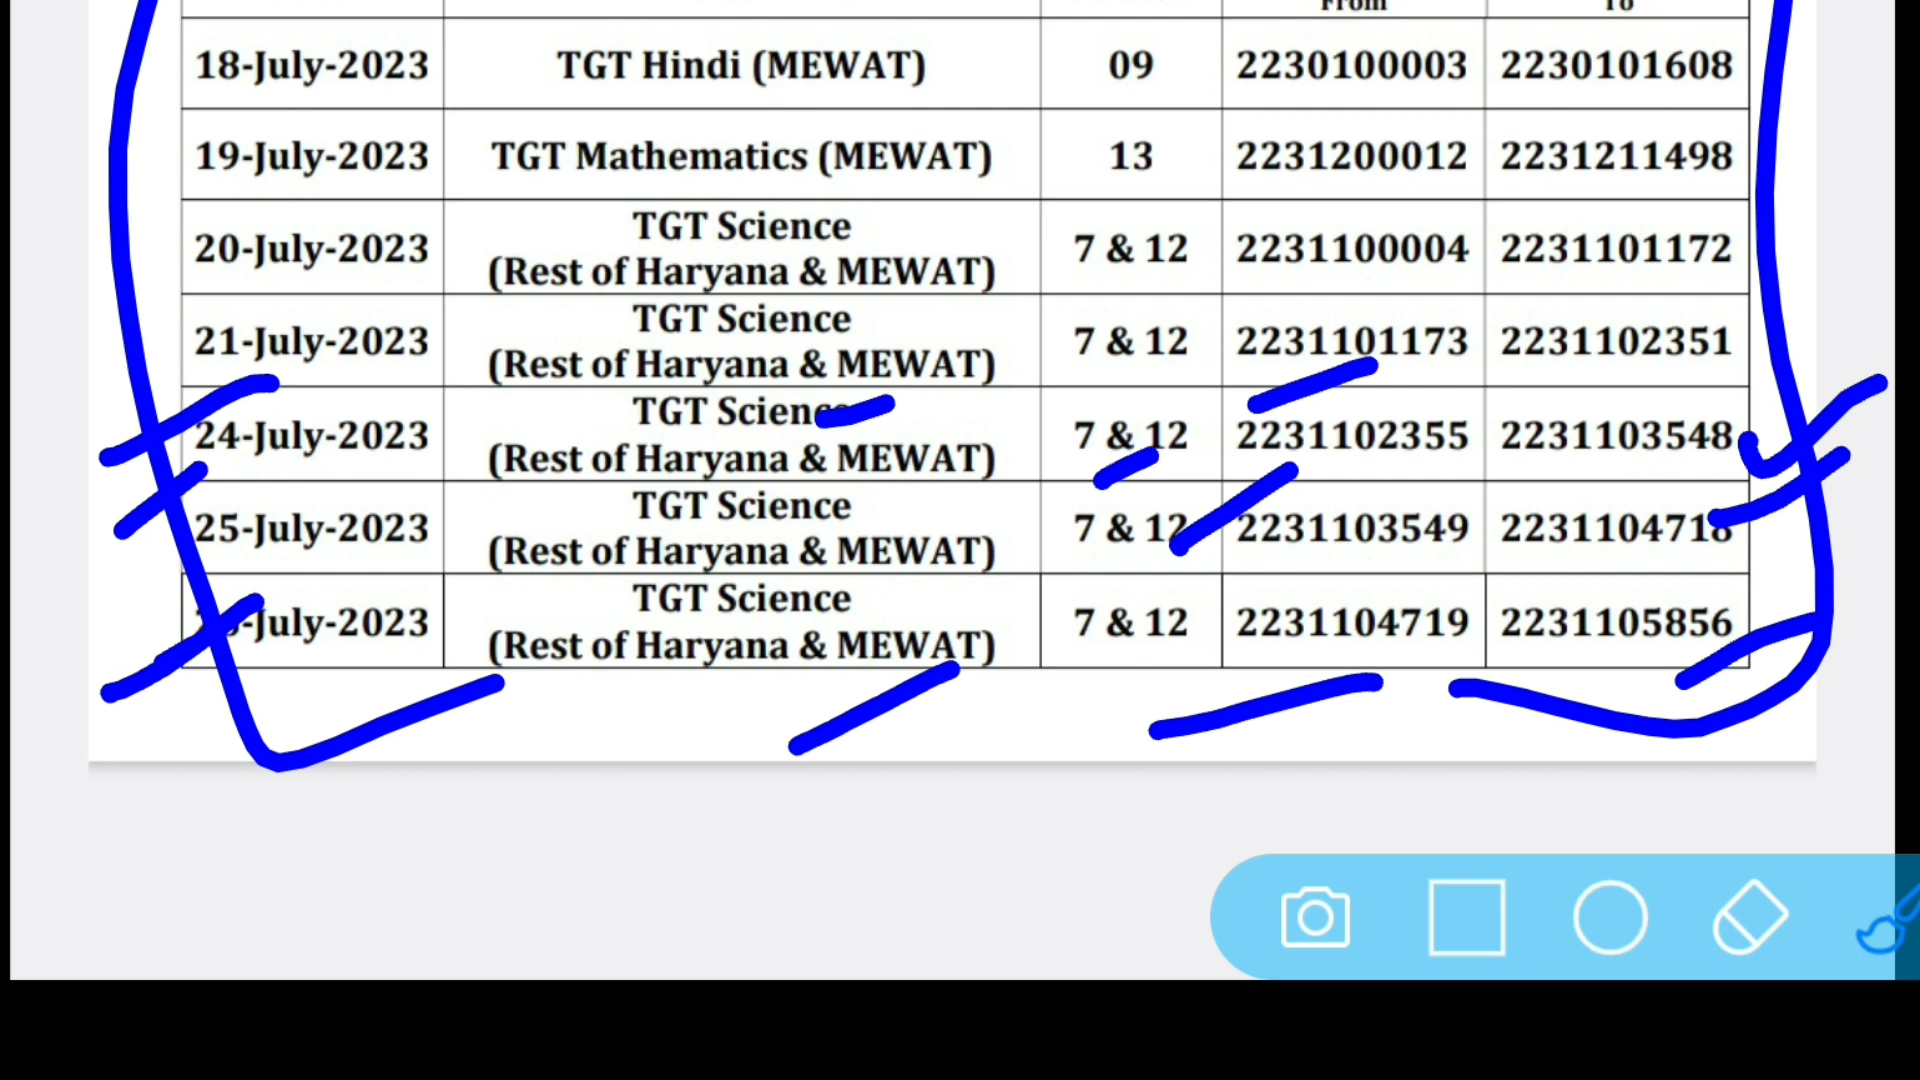 From To
18-July-2023 TGT Hindi (MEWAT) 09 2230100003 2230101608
19-July-2023 TGT Mathematics (MEWAT) 13 2231200012 2231211498
TGT Science
20-July-2023 (Rest of Haryana & MEWAT) 7 & 12 2231100004 2231101172
TGT Science
21-July-2023 (Rest of Haryana & MEWAT) 7 & 12 2231101173 2231102351
TGT Science
24-July-2023 (Rest of Haryana & MEWAT) 7 & 12 2231102355 2231103548
TGT Science
25-July-2023 (Rest of Haryana & MEWAT) 7 & 12 2231103549 2231104718
TGT Science
-July-2023 (Rest of Haryana & MEWAT) 7 & 12 2231104719 2231105856